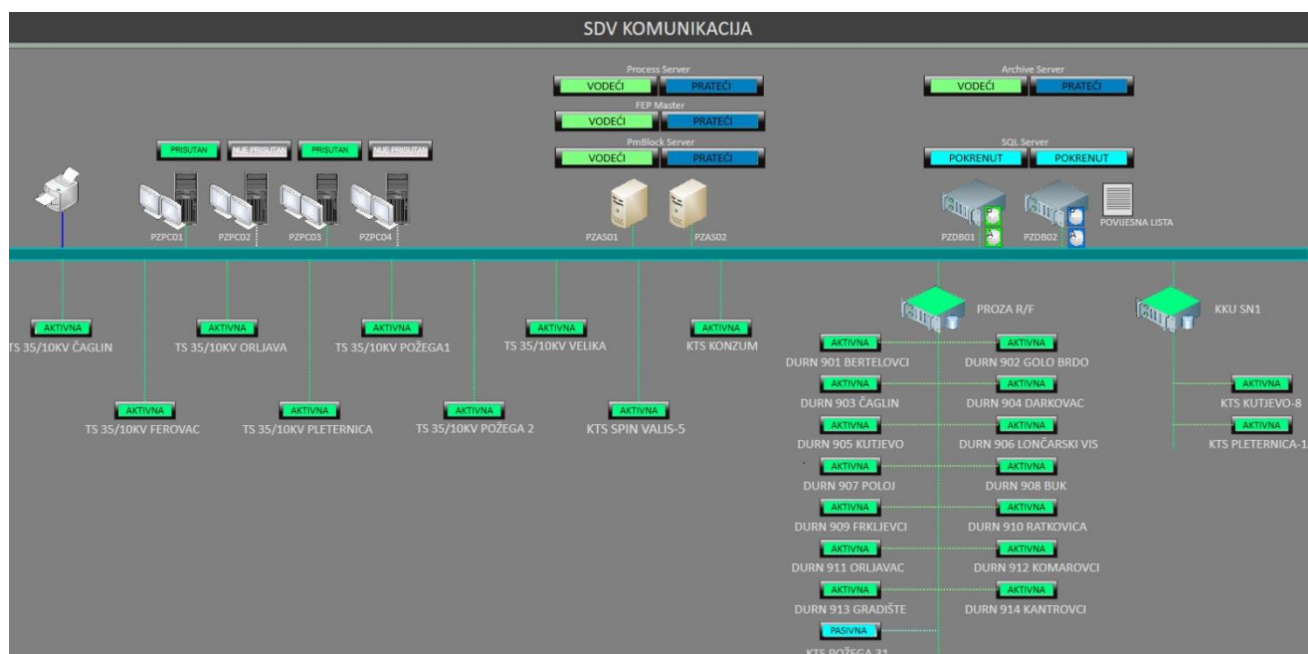 SDV KOMUNIKACIJA
Process Server
VODEĆI PRATEĆI
FEP Master
VODEĆI PRATEĆI
PmBlock Server
VODEĆI PRATEĆI
Archive Server
VODEĆI PRATEĆI
SQL Server
POKRENUT POKRENUT
PRISUTAN NIJE PRISUTAN PRISUTAN NIJE PRISUTAN
PZPC01 PZPC02 PZPC03 PZPC04
PZAS01 PZAS02
PZDB01 PZDB02
POVIJESNA LISTA
AKTIVNA AKTIVNA AKTIVNA AKTIVNA AKTIVNA
TS 35/10KV ČAGLIN TS 35/10KV ORLJAVA TS 35/10KV POŽEGA1 TS 35/10KV VELIKA KTS KONZUM
AKTIVNA AKTIVNA AKTIVNA AKTIVNA
TS 35/10KV FEROVAC TS 35/10KV PLETERNICA TS 35/10KV POŽEGA 2 KTS SPIN VALIS-5
PROZA R/F
AKTIVNA AKTIVNA
DURN 901 BERTELOVCI DURN 902 GOLO BRDO
AKTIVNA AKTIVNA
DURN 903 ČAGLIN DURN 904 DARKOVAC
AKTIVNA AKTIVNA
DURN 905 KUTJEVO DURN 906 LONČARSKI VIS
AKTIVNA AKTIVNA
DURN 907 POLOJ DURN 908 BUK
AKTIVNA AKTIVNA
DURN 909 FRKLJEVCI DURN 910 RATKOVICA
AKTIVNA AKTIVNA
DURN 911 ORLJAVAC DURN 912 KOMAROVCI
AKTIVNA AKTIVNA
DURN 913 GRADIŠTE DURN 914 KANTROVCI
PASIVNA
KTS POŽEGA 31
KKU SN1
AKTIVNA
KTS KUTJEVO-8
AKTIVNA
KTS PLETERNICA-1